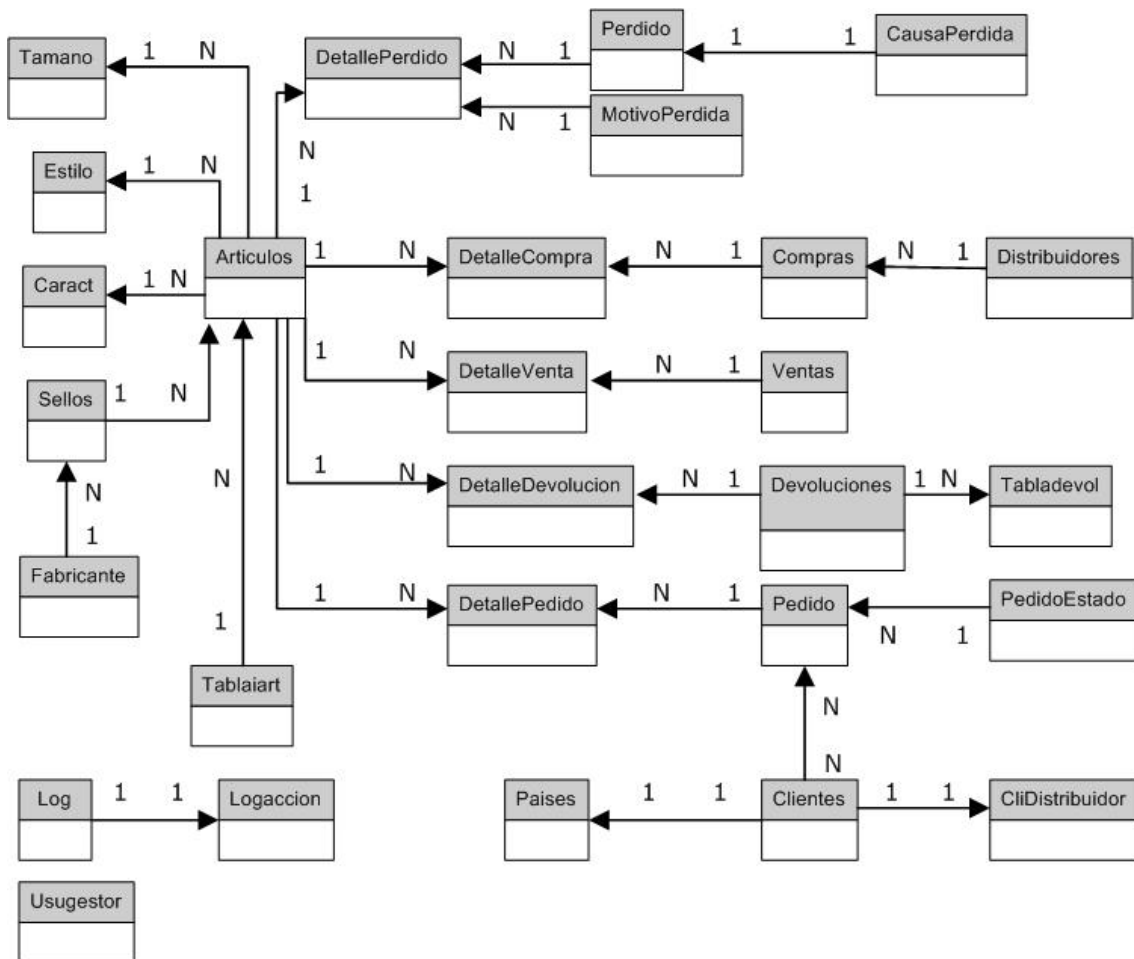 Perdido
1 1
CausaPerdida
Tamano
1 N
DetallePerdido
N 1
MotivoPerdida
N 1
Estilo
1 N
N
1
Articulos
1 N
DetalleCompra
N 1
Compras
N 1
Distribuidores
Caract
1 N
1 N
DetalleVenta
N 1
Ventas
Sellos
1 N
N
1 N
DetalleDevolucion
N 1
Devoluciones
1 N
Tabladevol
N
1
Fabricante
1 N
DetallePedido
N 1
Pedido
N 1
PedidoEstado
1
Tablaiart
N
N
Log
1 1
Logaccion
Paises
1 1
Clientes
1 1
CliDistribuidor
Usugestor